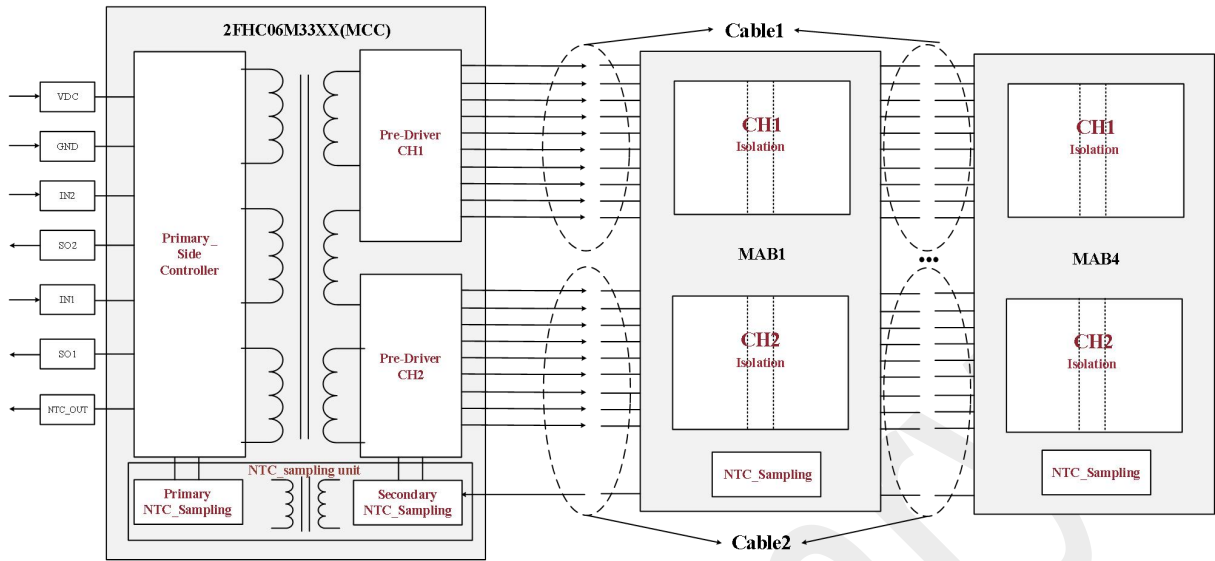 2FHC06M33XX(MCC)
Cable1
VDC
GND
IN2
SO2
IN1
SO1
NTC_OUT
Primary_
Side
Controller
Pre-Driver
CH1
Pre-Driver
CH2
NTC_sampling unit
Primary
NTC_Sampling
Secondary
NTC_Sampling
CH1
Isolation
MAB1
CH2
Isolation
NTC_Sampling
...
CH1
Isolation
MAB4
CH2
Isolation
NTC_Sampling
Cable2